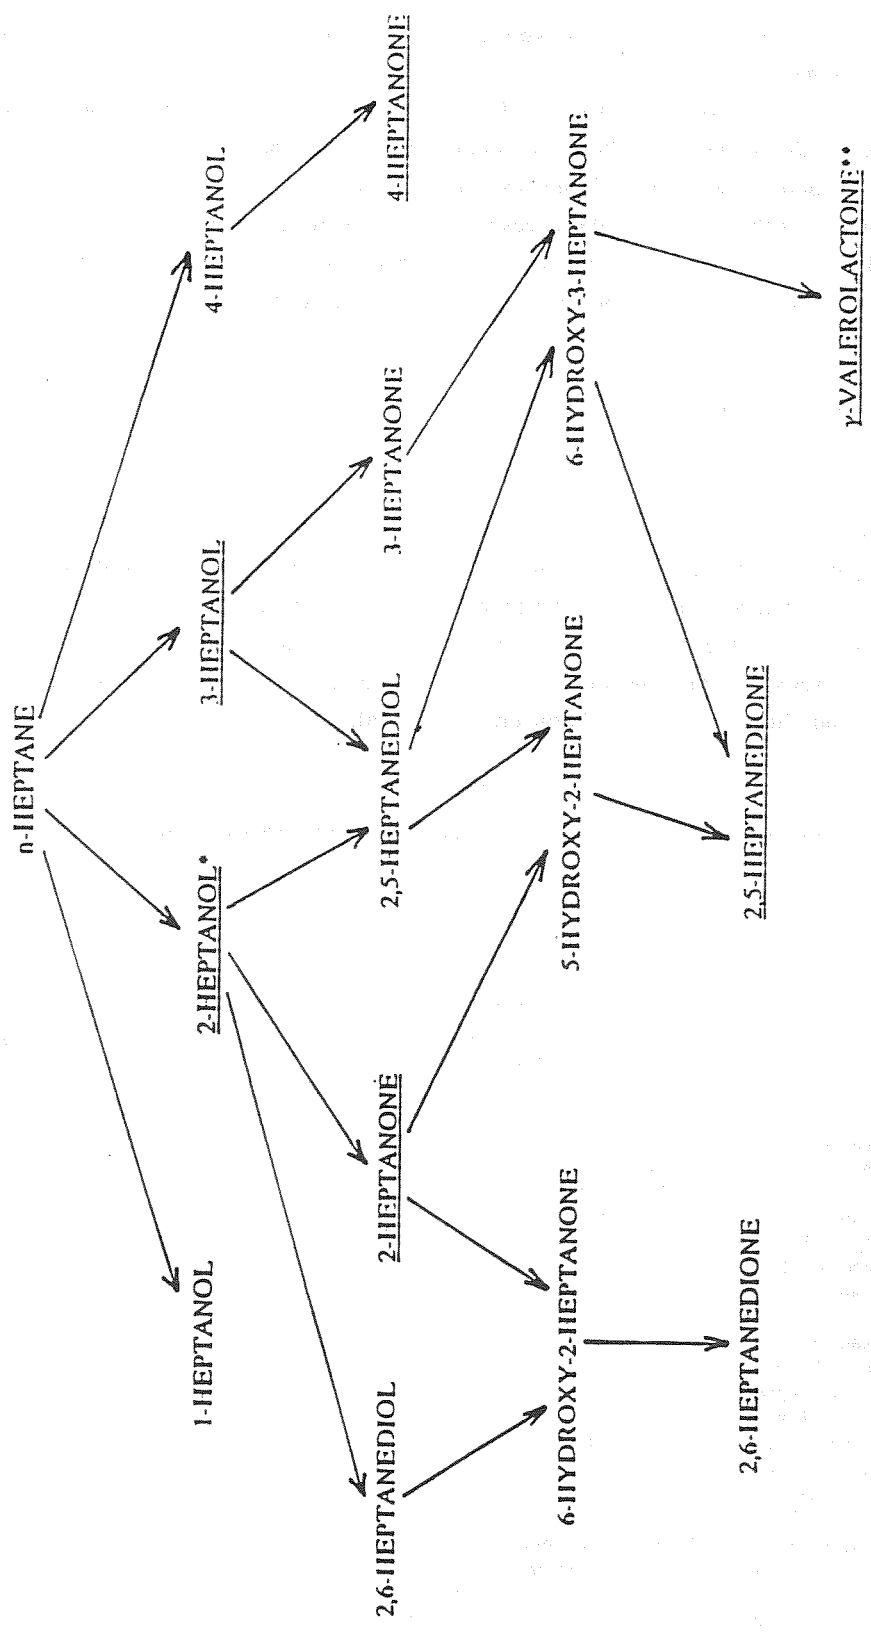 n-HEPTANE
1-HEPTANOL
2-HEPTANOL*
3-HEPTANOL
4-HEPTANOL
2,6-HEPTANEDIOL
2-HEPTANONE
2,5-HEPTANEDIOL
3-HEPTANONE
4-HEPTANONE
6-HYDROXY-2-HEPTANONE
5-HYDROXY-2-HEPTANONE
6-HYDROXY-3-HEPTANONE
2,6-HEPTANEDIONE
2,5-HEPTANEDIONE
γ-VALEROLACTONE**